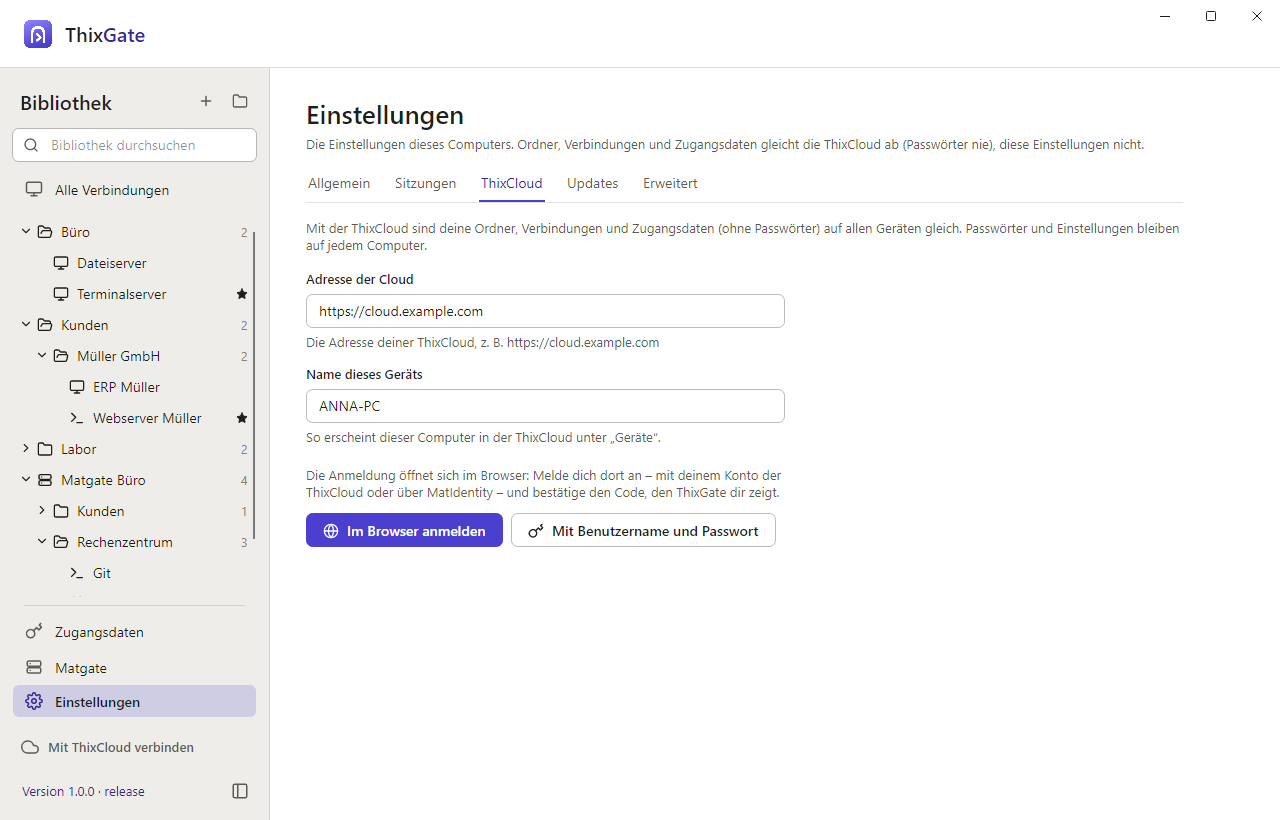 ThixGate
Bibliothek
Bibliothek durchsuchen
Alle Verbindungen
Büro 2
Dateiserver
Terminalserver
Kunden 2
Müller GmbH 2
ERP Müller
Webserver Müller
Labor 2
Matgate Büro 4
Kunden 1
Rechenzentrum 3
Git
Zugangsdaten
Matgate
Einstellungen
Mit ThixCloud verbinden
Version 1.0.0 · release
Einstellungen
Die Einstellungen dieses Computers. Ordner, Verbindungen und Zugangsdaten gleicht die ThixCloud ab (Passwörter nie), diese Einstellungen nicht.
Allgemein Sitzungen ThixCloud Updates Erweitert
Mit der ThixCloud sind deine Ordner, Verbindungen und Zugangsdaten (ohne Passwörter) auf allen Geräten gleich. Passwörter und Einstellungen bleiben
auf jedem Computer.
Adresse der Cloud
https://cloud.example.com
Die Adresse deiner ThixCloud, z. B. https://cloud.example.com
Name dieses Geräts
ANNA-PC
So erscheint dieser Computer in der ThixCloud unter „Geräte“.
Die Anmeldung öffnet sich im Browser: Melde dich dort an – mit deinem Konto der
ThixCloud oder über MatIdentity – und bestätige den Code, den ThixGate dir zeigt.
Im Browser anmelden
Mit Benutzername und Passwort